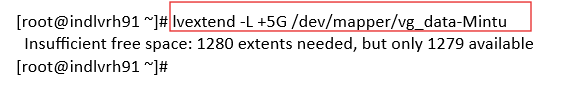 [root@indlvrh91 ~]# lvextend -L +5G /dev/mapper/vg_data-Mintu
Insufficient free space: 1280 extents needed, but only 1279 available
[root@indlvrh91 ~]#